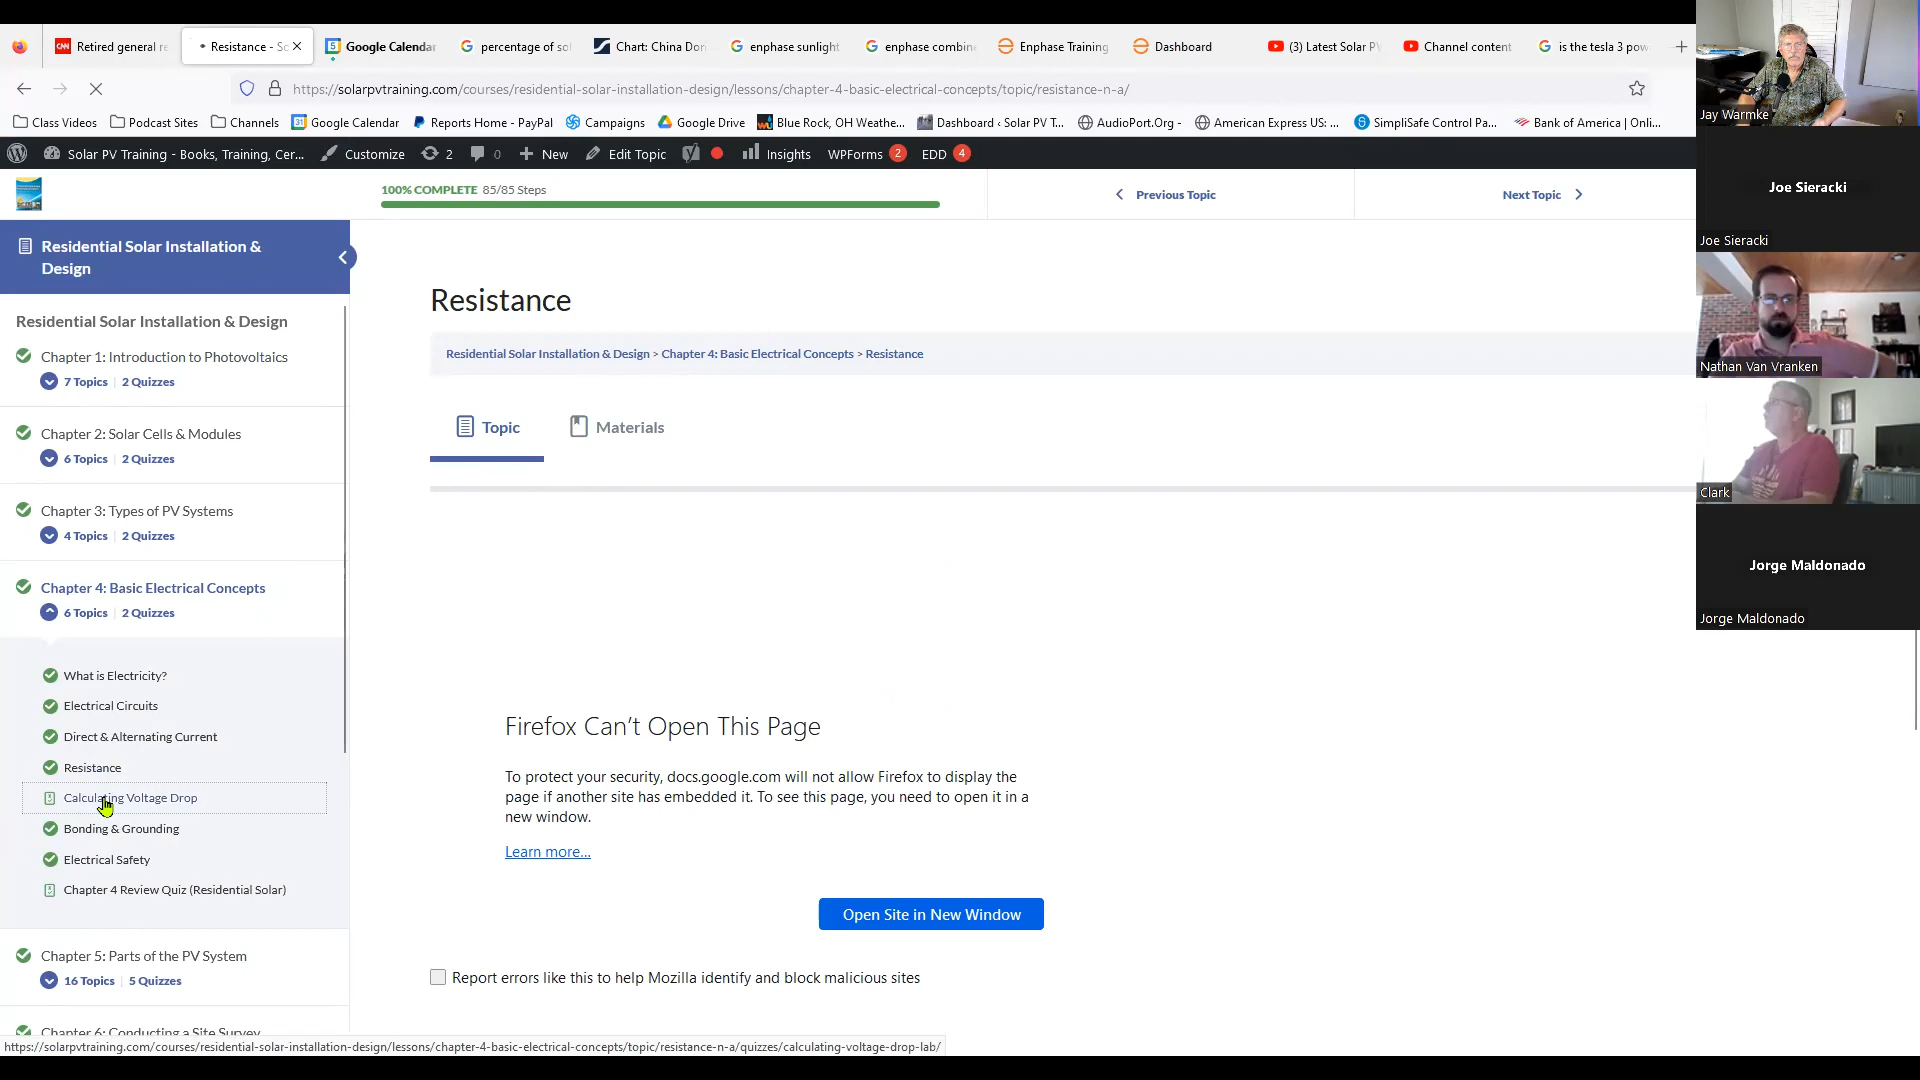 Retired general re
Resistance - So
Google Calenda
percentage of so
Chart: China Don
enphase sunlight
enphase combine
Enphase Training
Dashboard
(3) Latest Solar PV
Channel content
is the tesla 3 pow
https://solarpvtraining.com/courses/residential-solar-installation-design/lessons/chapter-4-basic-electrical-concepts/topic/resistance-n-a/
Class Videos
Podcast Sites
Channels
Google Calendar
Reports Home - PayPal
Campaigns
Google Drive
Blue Rock, OH Weathe...
Dashboard ‹ Solar PV T...
AudioPort.Org -
American Express US: ...
SimpliSafe Control Pa...
Bank of America | Onli...
Jay Warmke
Solar PV Training - Books, Training, Cer...
Customize
2
0
New
Edit Topic
Insights
WPForms 2
EDD 4
100% COMPLETE 85/85 Steps
Previous Topic
Next Topic
Joe Sieracki
Joe Sieracki
Residential Solar Installation &
Design
Resistance
Residential Solar Installation & Design
Residential Solar Installation & Design > Chapter 4: Basic Electrical Concepts > Resistance
Nathan Van Vranken
Chapter 1: Introduction to Photovoltaics
7 Topics | 2 Quizzes
Topic
Materials
Chapter 2: Solar Cells & Modules
6 Topics | 2 Quizzes
Clark
Chapter 3: Types of PV Systems
4 Topics | 2 Quizzes
Jorge Maldonado
Jorge Maldonado
Chapter 4: Basic Electrical Concepts
6 Topics | 2 Quizzes
What is Electricity?
Electrical Circuits
Direct & Alternating Current
Resistance
Calculating Voltage Drop
Bonding & Grounding
Electrical Safety
Chapter 4 Review Quiz (Residential Solar)
Firefox Can't Open This Page
To protect your security, docs.google.com will not allow Firefox to display the
page if another site has embedded it. To see this page, you need to open it in a
new window.
Learn more...
Open Site in New Window
Report errors like this to help Mozilla identify and block malicious sites
Chapter 5: Parts of the PV System
16 Topics | 5 Quizzes
Chapter 6: Conducting a Site Survey
https://solarpvtraining.com/courses/residential-solar-installation-design/lessons/chapter-4-basic-electrical-concepts/topic/resistance-n-a/quizzes/calculating-voltage-drop-lab/